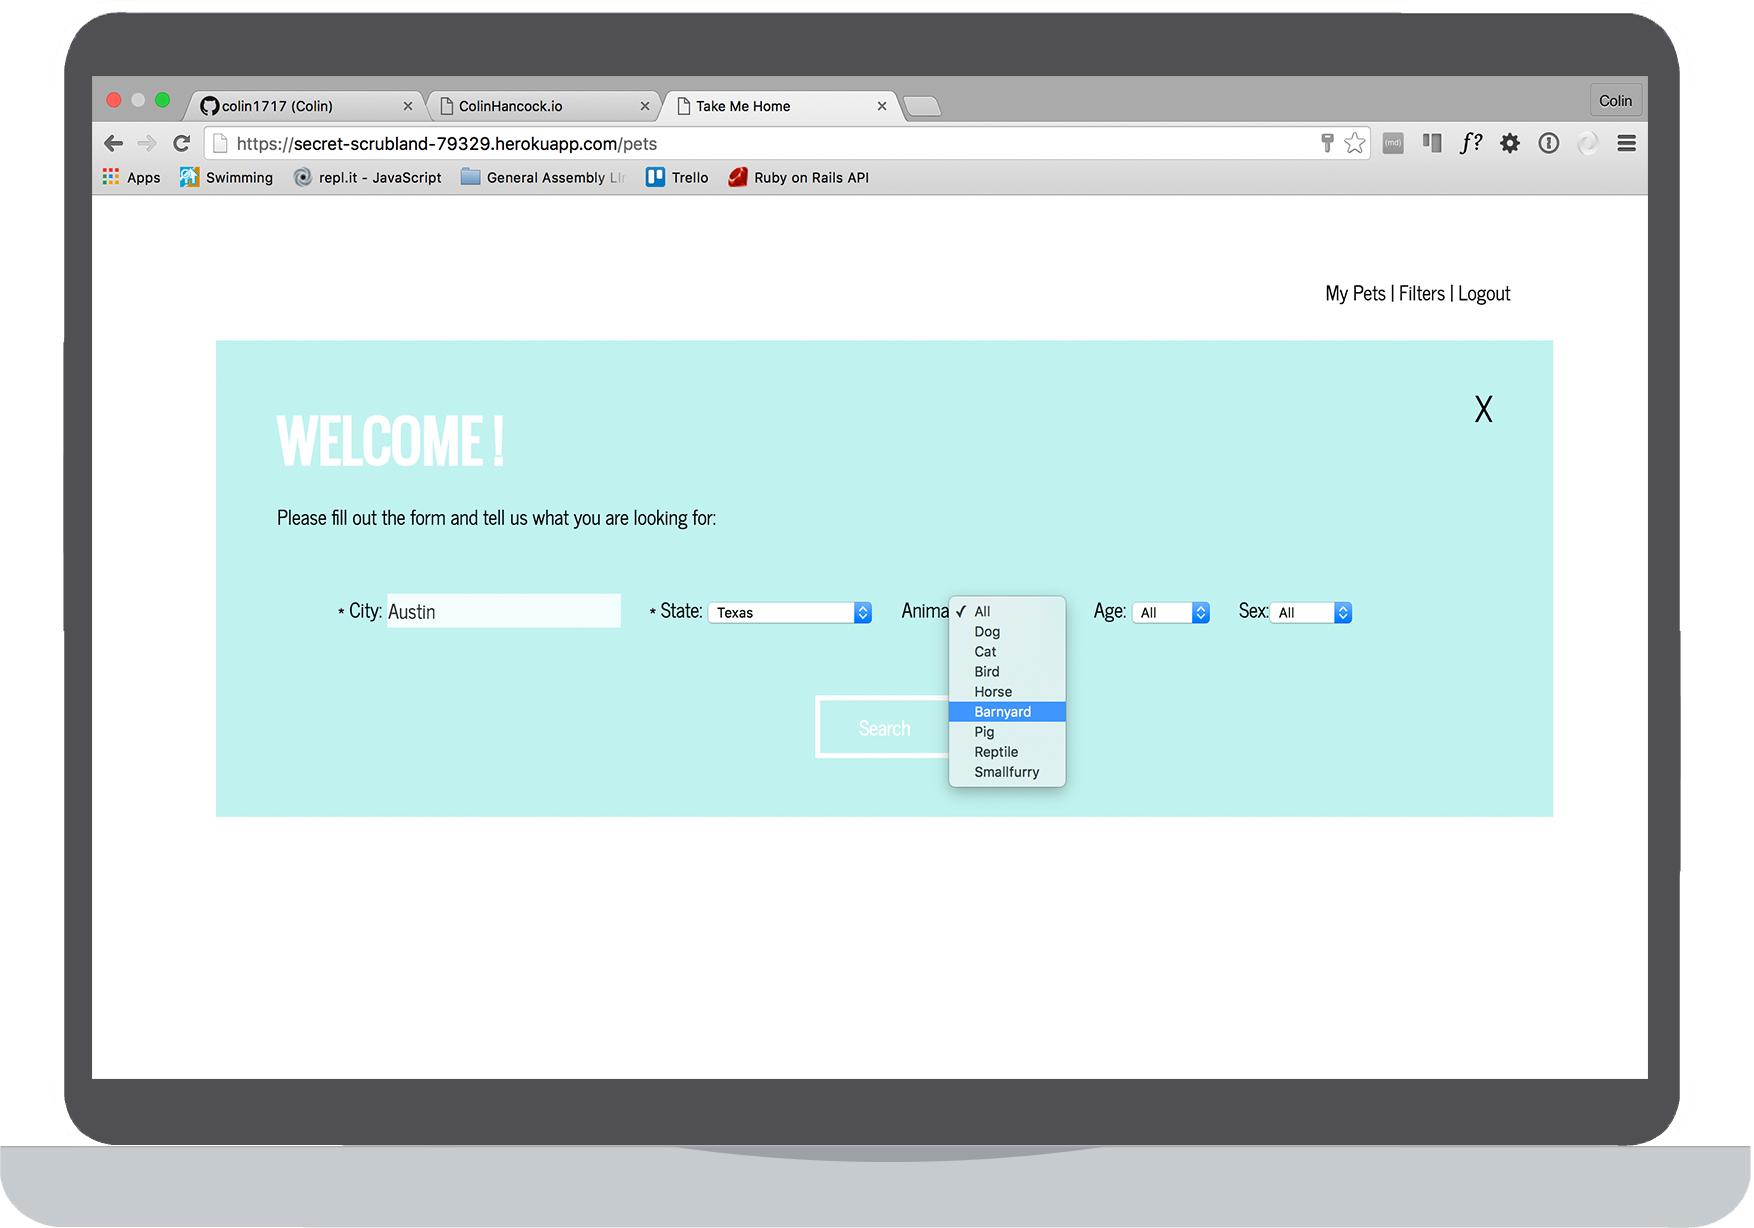 colin1717 (Colin)
ColinHancock.io
Take Me Home
Colin
https://secret-scrubland-79329.herokuapp.com/pets
(md)
f?
Apps
Swimming
repl.it - JavaScript
General Assembly
Trello
Ruby on Rails API
My Pets | Filters | Logout
X
WELCOME !
Please fill out the form and tell us what you are looking for:
* City: Austin
* State: Texas
Anima
✓ All
Dog
Cat
Bird
Horse
Barnyard
Pig
Reptile
Smallfurry
Age: All
Sex: All
Search